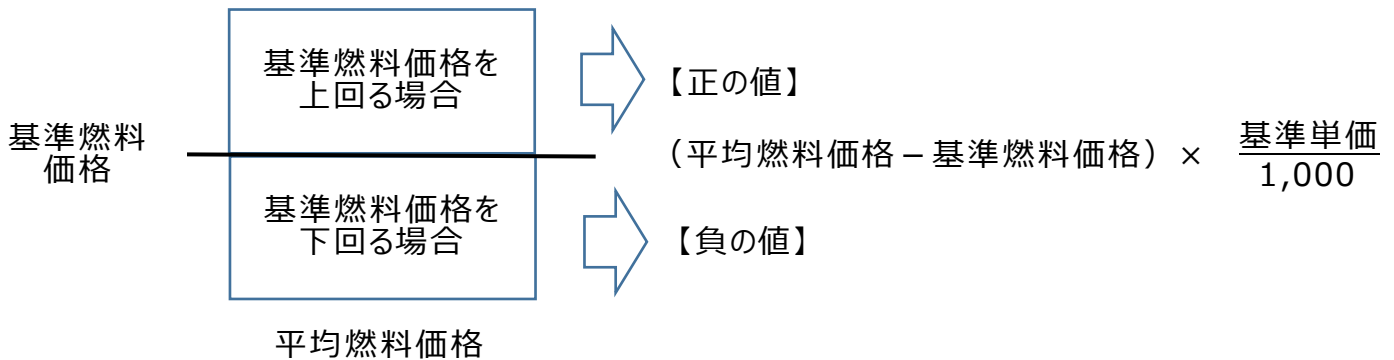 基準燃料価格を
上回る場合
【正の値】
基準燃料
価格
(平均燃料価格 – 基準燃料価格) × 基準単価
1,000
基準燃料価格を
下回る場合
【負の値】
平均燃料価格